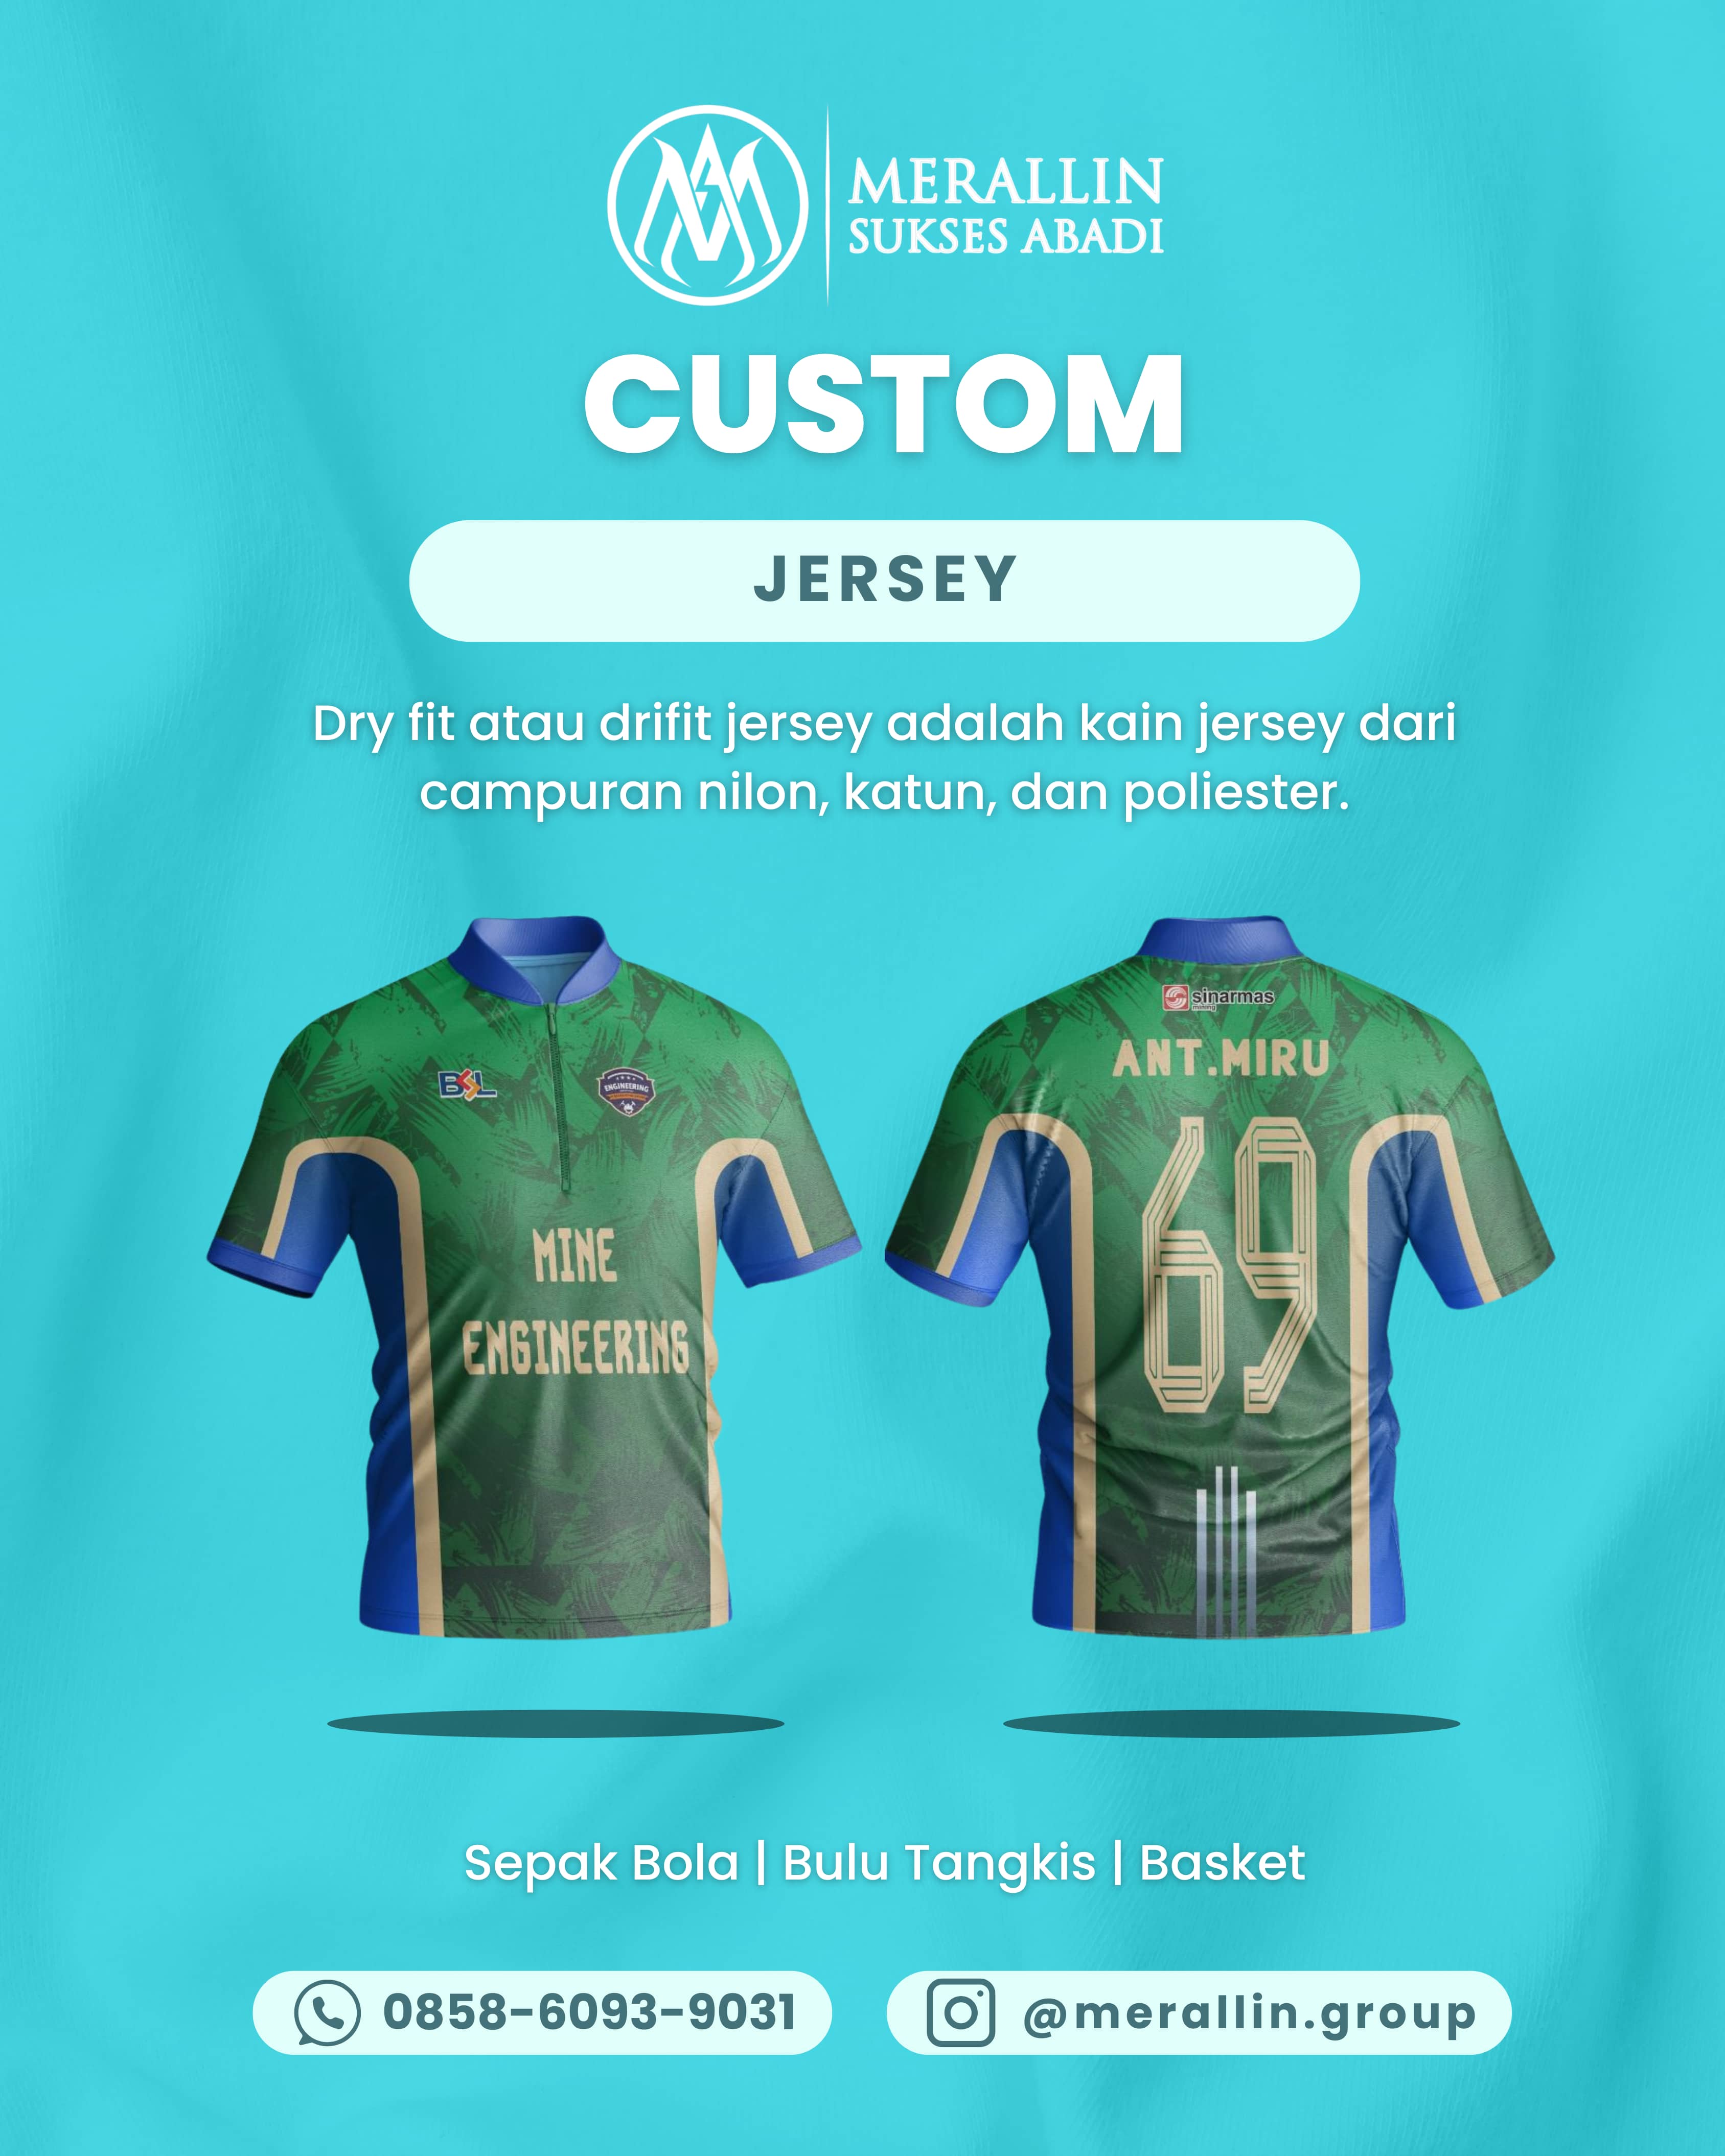 MERALLIN
SUKSES ABADI
CUSTOM
JERSEY
Dry fit atau drifit jersey adalah kain jersey dari
campuran nilon, katun, dan poliester.
BSL
ENGINEERING
MINE
ENGINEERING
sinarmas
mining
ANT.MIRU
69
Sepak Bola | Bulu Tangkis | Basket
0858-6093-9031
@merallin.group